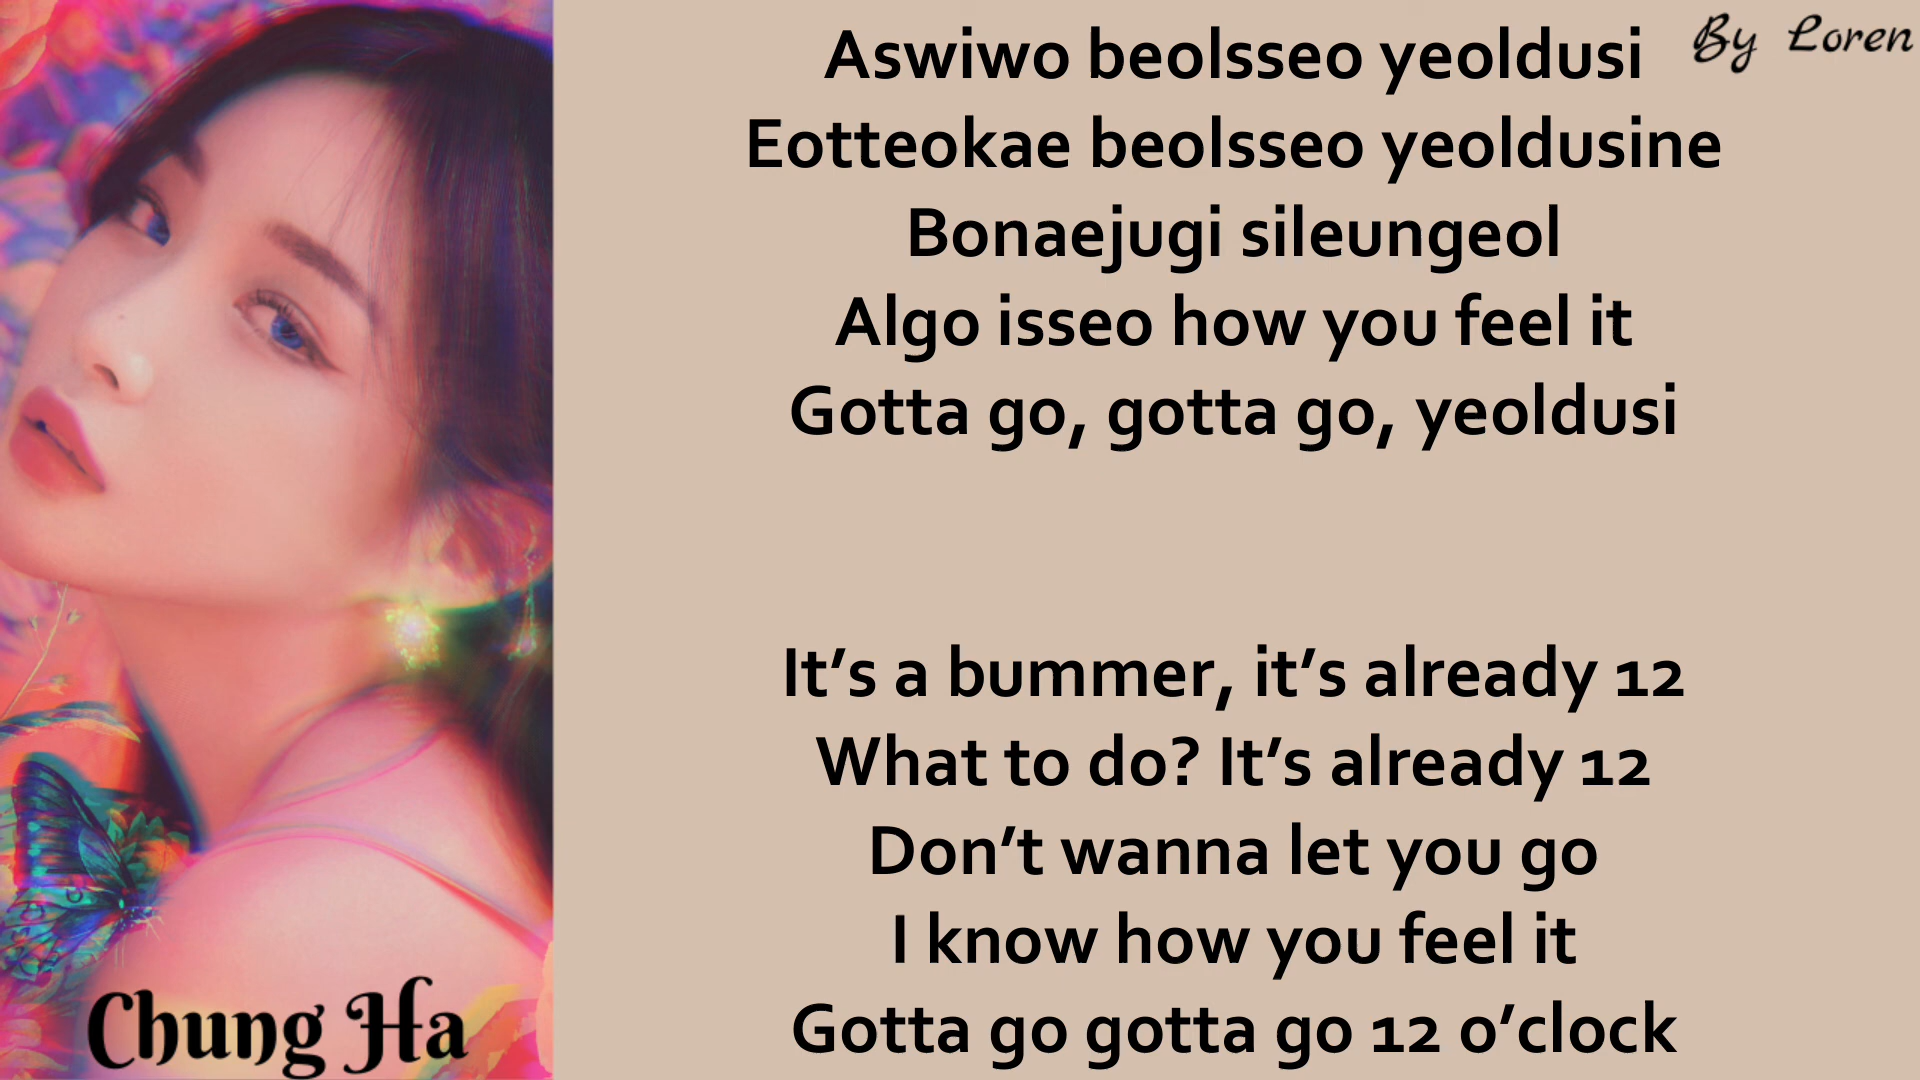 By Loren
Aswiwo beolsseo yeoldusi
Eotteokae beolsseo yeoldusine
Bonaejugi sileungeol
Algo isseo how you feel it
Gotta go, gotta go, yeoldusi
It’s a bummer, it’s already 12
What to do? It’s already 12
Don’t wanna let you go
I know how you feel it
Gotta go gotta go 12 o’clock
Chung Ha